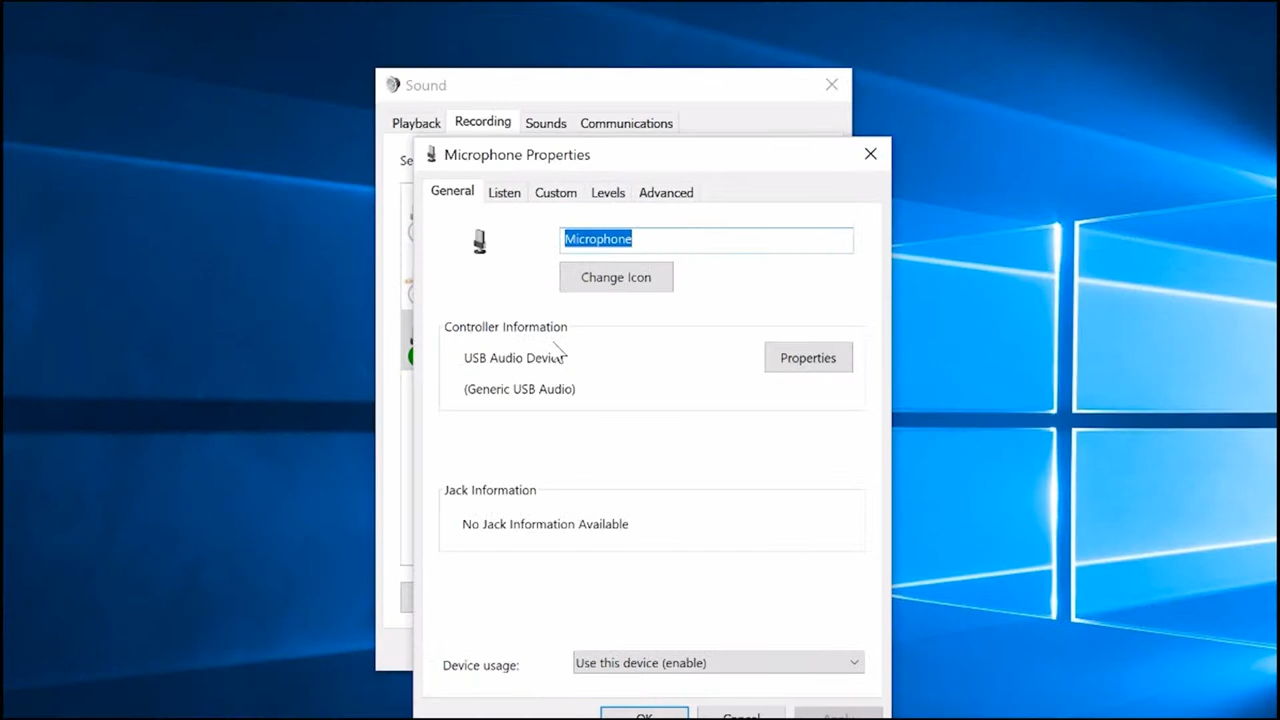 Sound
Playback Recording Sounds Communications
Se
Microphone Properties
General Listen Custom Levels Advanced
Microphone
Change Icon
Controller Information
USB Audio Device
Properties
(Generic USB Audio)
Jack Information
No Jack Information Available
Device usage:
Use this device (enable)
OK Cancel Apply